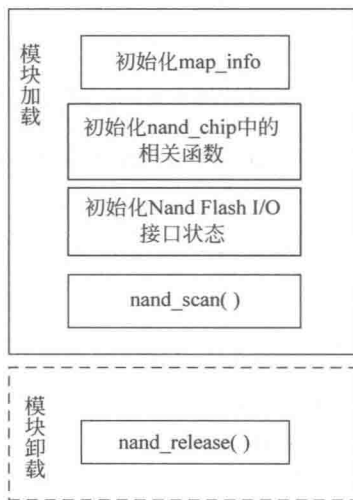 模块加载
初始化map_info
初始化nand_chip中的
相关函数
初始化Nand Flash I/O
接口状态
nand_scan( )
模块卸载
nand_release( )